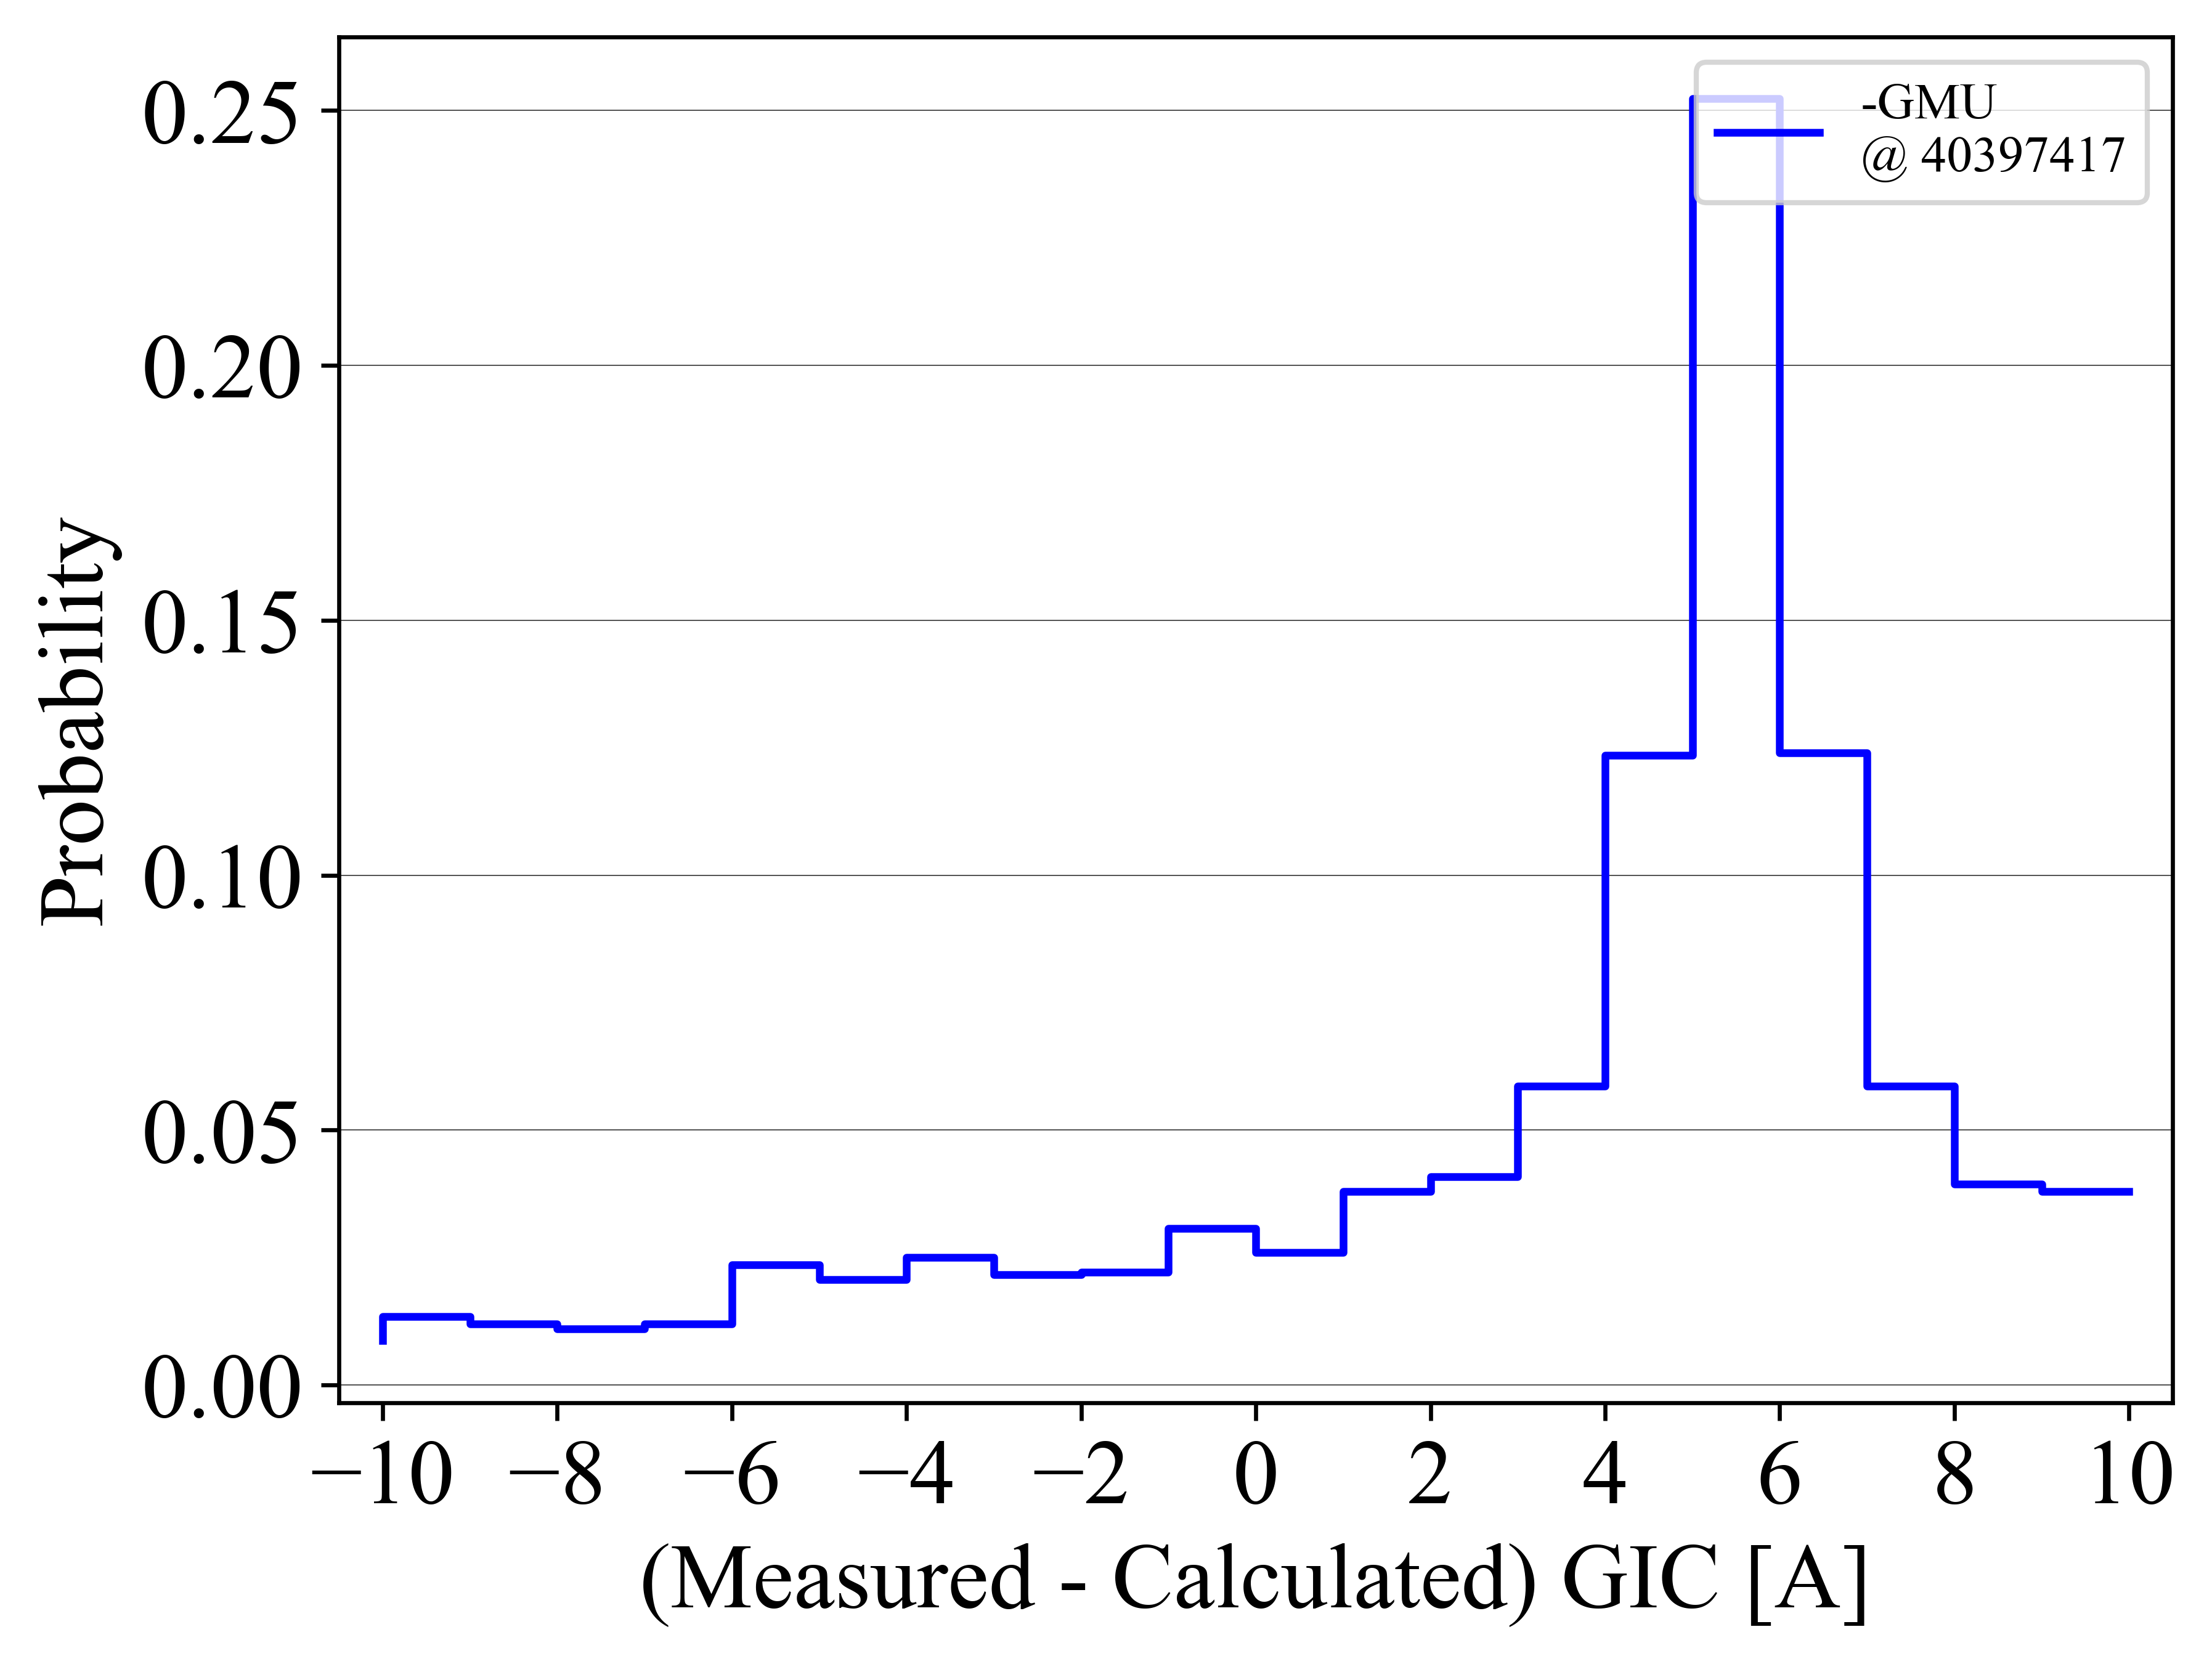 -GMU
@ 40397417
0.25
0.20
0.15
0.10
0.05
0.00
Probability
−10 −8 −6 −4 −2 0 2 4 6 8 10
(Measured - Calculated) GIC [A]